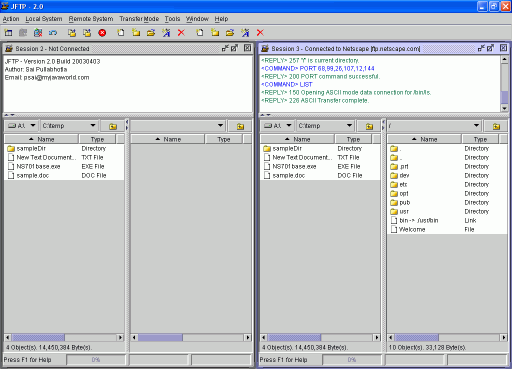 JFTP - 2.0
Action Local System Remote System Transfer Mode Tools Window Help
Session 2 - Not Connected
JFTP - Version 2.0 Build 20030403
Author: Sai Pullabhotla
Email: psai@myjavaworld.com
A:\ C:\temp
Name Type
sampleDir Directory
New Text Document... TXT File
NS701 base.exe EXE File
sample.doc DOC File
Name Type
4 Object(s). 14,450,384 Byte(s).
Press F1 for Help 0%
Session 3 - Connected to Netscape [ftp.netscape.com]
<REPLY> 257 "/" is current directory.
<COMMAND> PORT 68,99,26,107,12,144
<REPLY> 200 PORT command successful.
<COMMAND> LIST
<REPLY> 150 Opening ASCII mode data connection for /bin/ls.
<REPLY> 226 ASCII Transfer complete.
A:\ C:\temp
Name Type
sampleDir Directory
New Text Document... TXT File
NS701 base.exe EXE File
sample.doc DOC File
4 Object(s). 14,450,384 Byte(s).
/
Name Type
. Directory
.. Directory
.prt Directory
dev Directory
etc Directory
opt Directory
pub Directory
usr Directory
bin -> ./usr/bin Link
Welcome File
10 Object(s). 33,128 Byte(s).
Press F1 for Help 0%